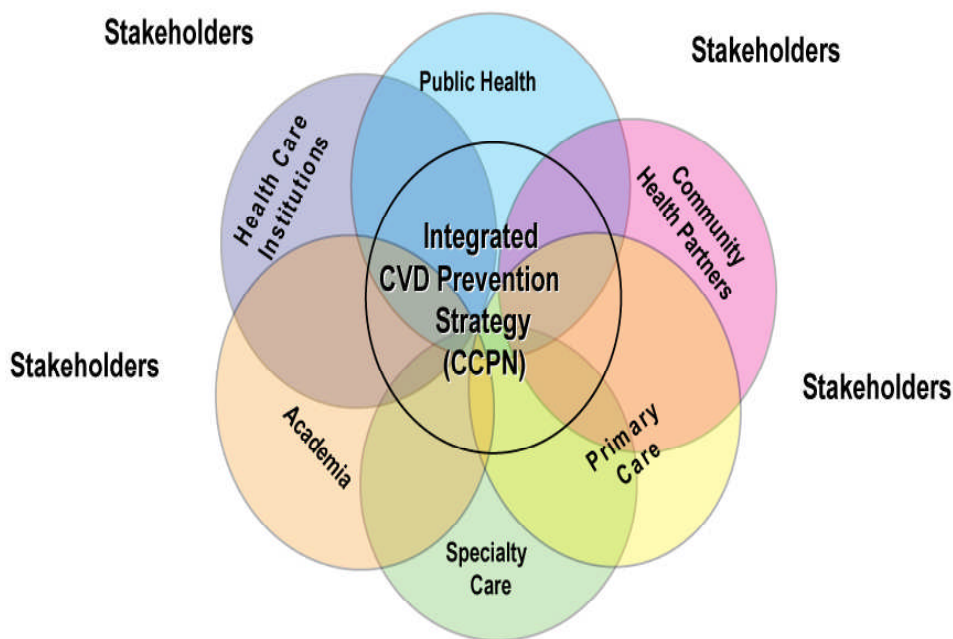 Stakeholders
Stakeholders
Public Health
Health Care
Institutions
Community
Health Partners
Integrated
CVD Prevention
Strategy
(CCPN)
Stakeholders
Stakeholders
Academia
Primary
Care
Specialty
Care